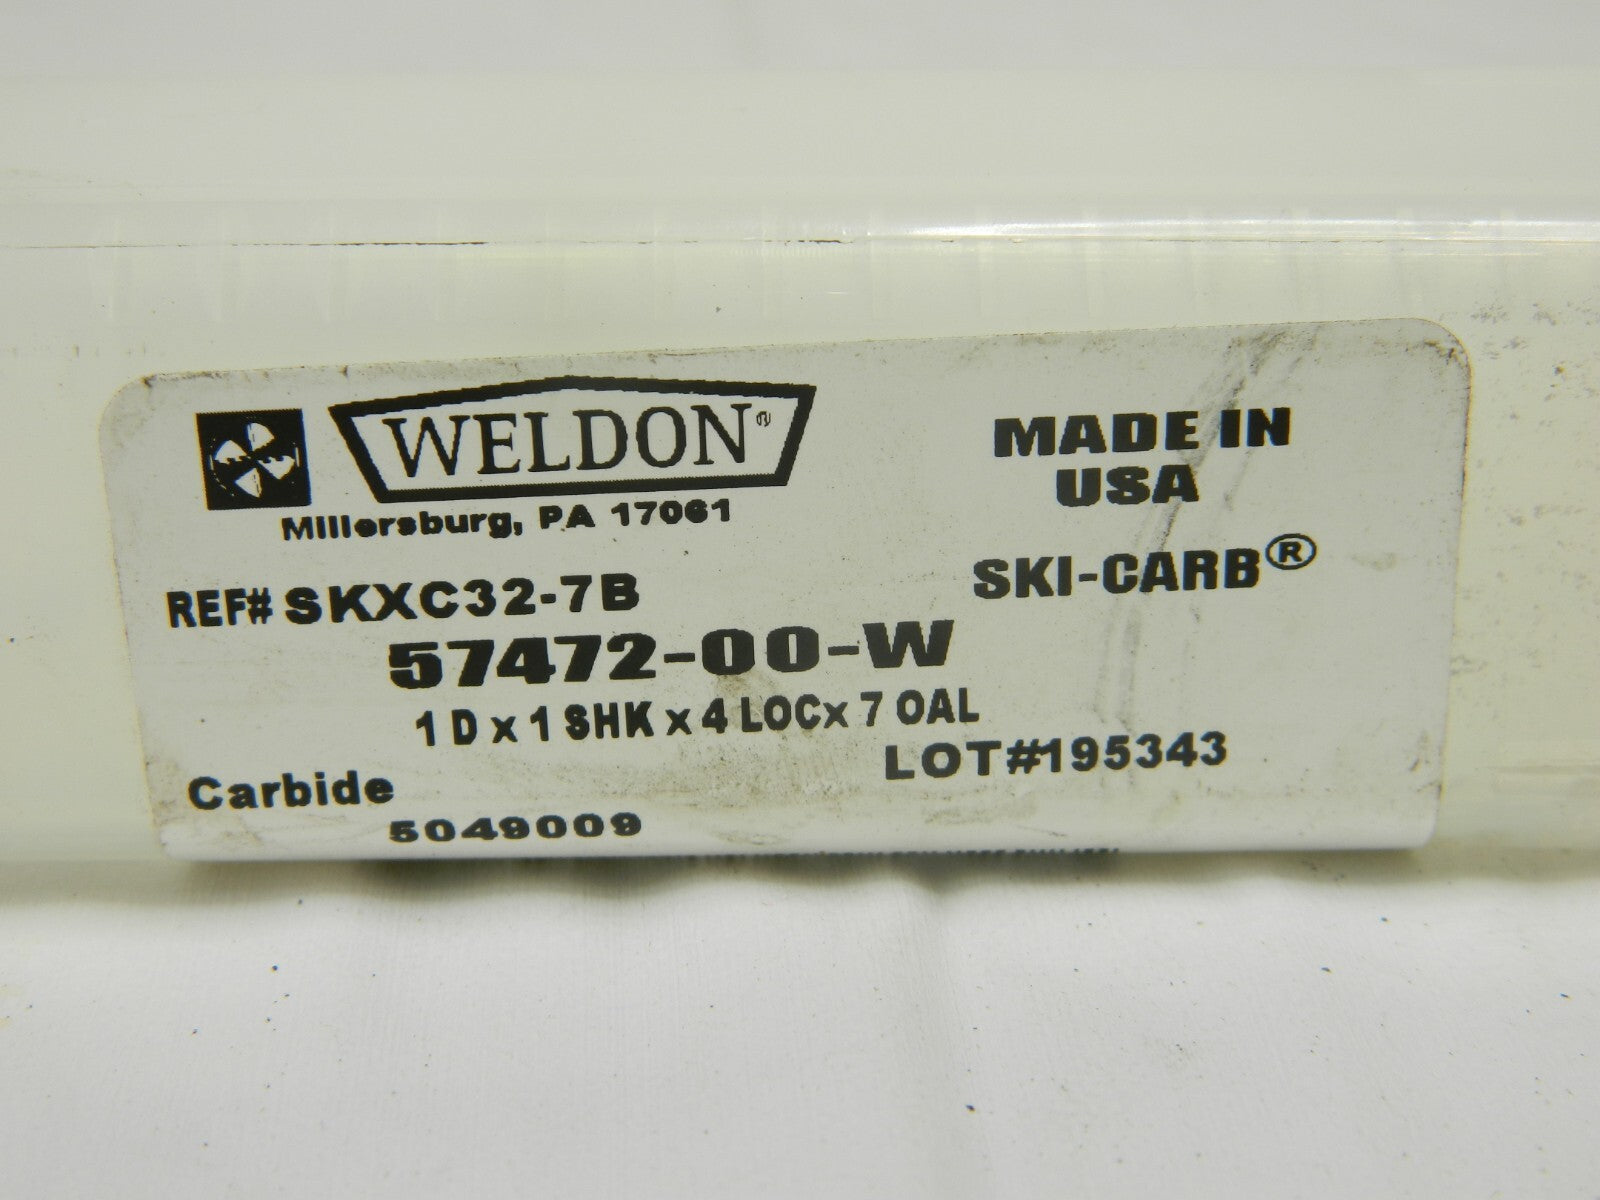 WELDON®
Millersburg, PA 17061
MADE IN
USA
REF# SKXC32-7B
SKI-CARB®
57472-00-W
1 D x 1 SHK x 4 LOCx 7 OAL
LOT#195343
Carbide
5049009